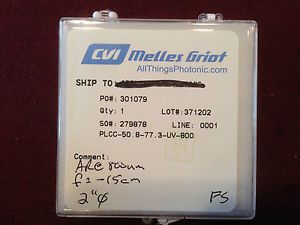 CVI Melles Griot
AllThingsPhotonic.com
SHIP TO
PO#: 301079
Qty: 1 LOT#: 371202
SO#: 279878 LINE: 0001
PLCC-50.8-77.3-UV-800
Comment:
ARC 800nm
f = -15cm
2"φ FS